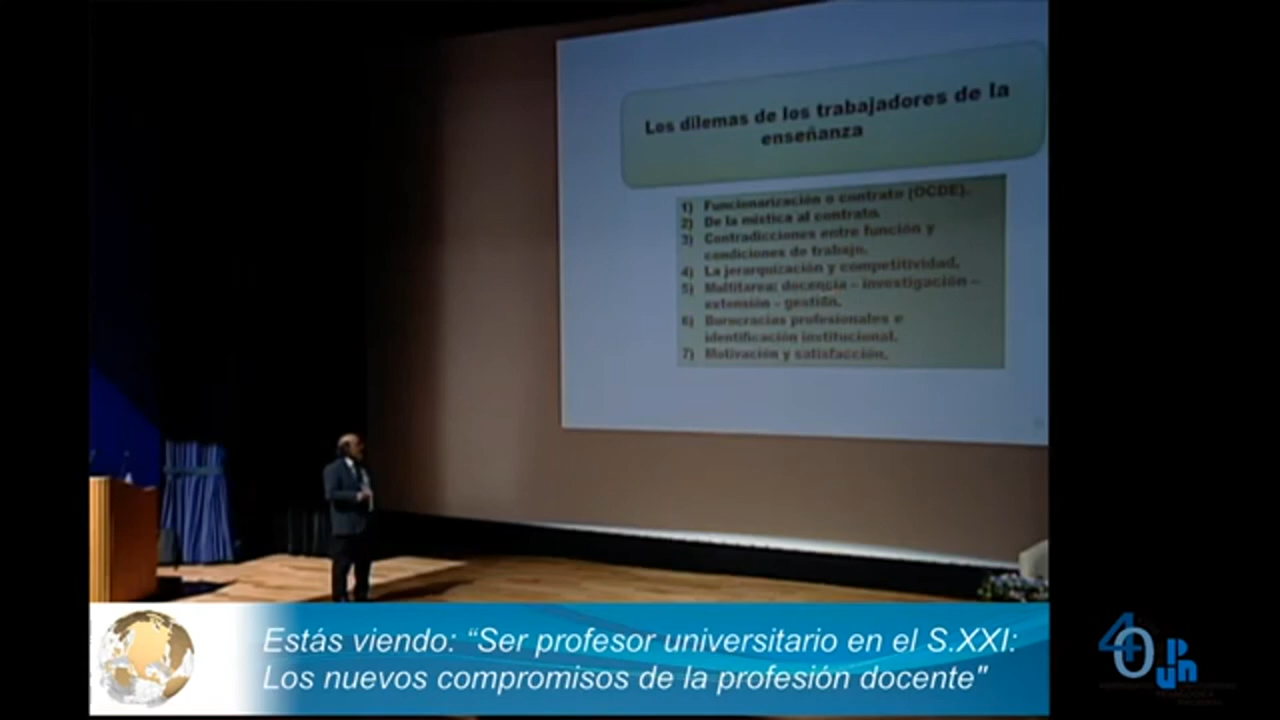 Los dilemas de los trabajadores de la
enseñanza
1) Funcionarización o contrato (OCDE).
2) De la mística al contrato.
3) Contradicciones entre función y
condiciones de trabajo.
4) La jerarquización y competitividad.
5) Multitarea: docencia – investigación –
extensión - gestión.
6) Burocracias profesionales e
identificación institucional.
7) Motivación y satisfacción.
Estás viendo: “Ser profesor universitario en el S.XXI:
Los nuevos compromisos de la profesión docente"
40
upn